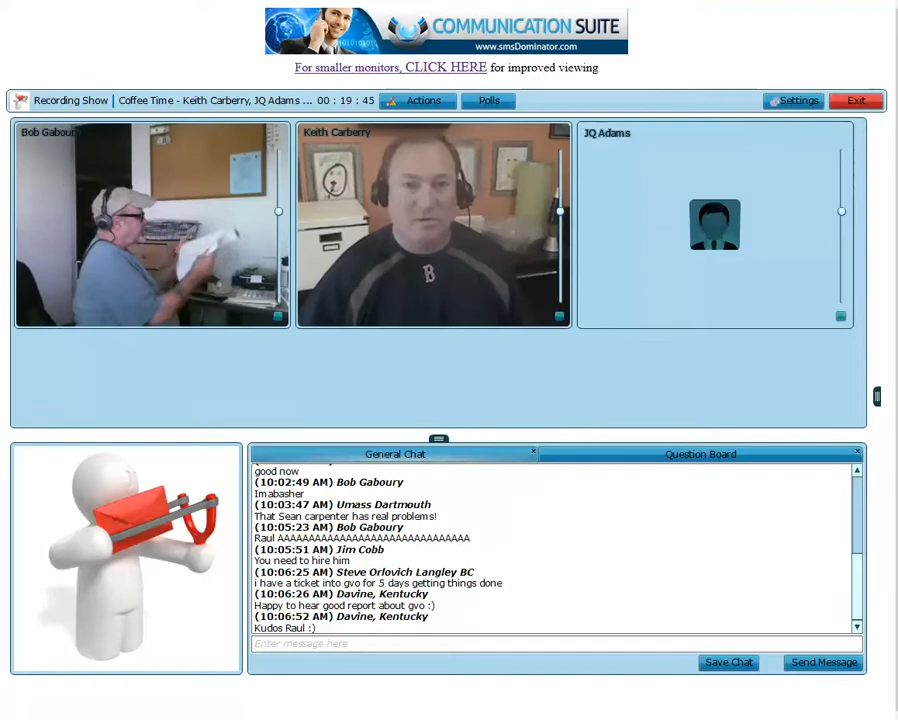 COMMUNICATION SUITE
www.smsDominator.com
For smaller monitors, CLICK HERE for improved viewing
Recording Show | Coffee Time - Keith Carberry, JQ Adams ... 00 : 19 : 45 Actions Polls Settings Exit
Bob Gaboury Keith Carberry JQ Adams
B
General Chat x Question Board x
good now
(10:02:49 AM) Bob Gaboury
Imabasher
(10:03:47 AM) Umass Dartmouth
That Sean carpenter has real problems!
(10:05:23 AM) Bob Gaboury
Raul AAAAAAAAAAAAAAAAAAAAAAAAAAAAAAA
(10:05:51 AM) Jim Cobb
You need to hire him
(10:06:25 AM) Steve Orlovich Langley BC
i have a ticket into gvo for 5 days getting things done
(10:06:26 AM) Davine, Kentucky
Happy to hear good report about gvo :)
(10:06:52 AM) Davine, Kentucky
Kudos Raul :)
Enter message here
Save Chat Send Message